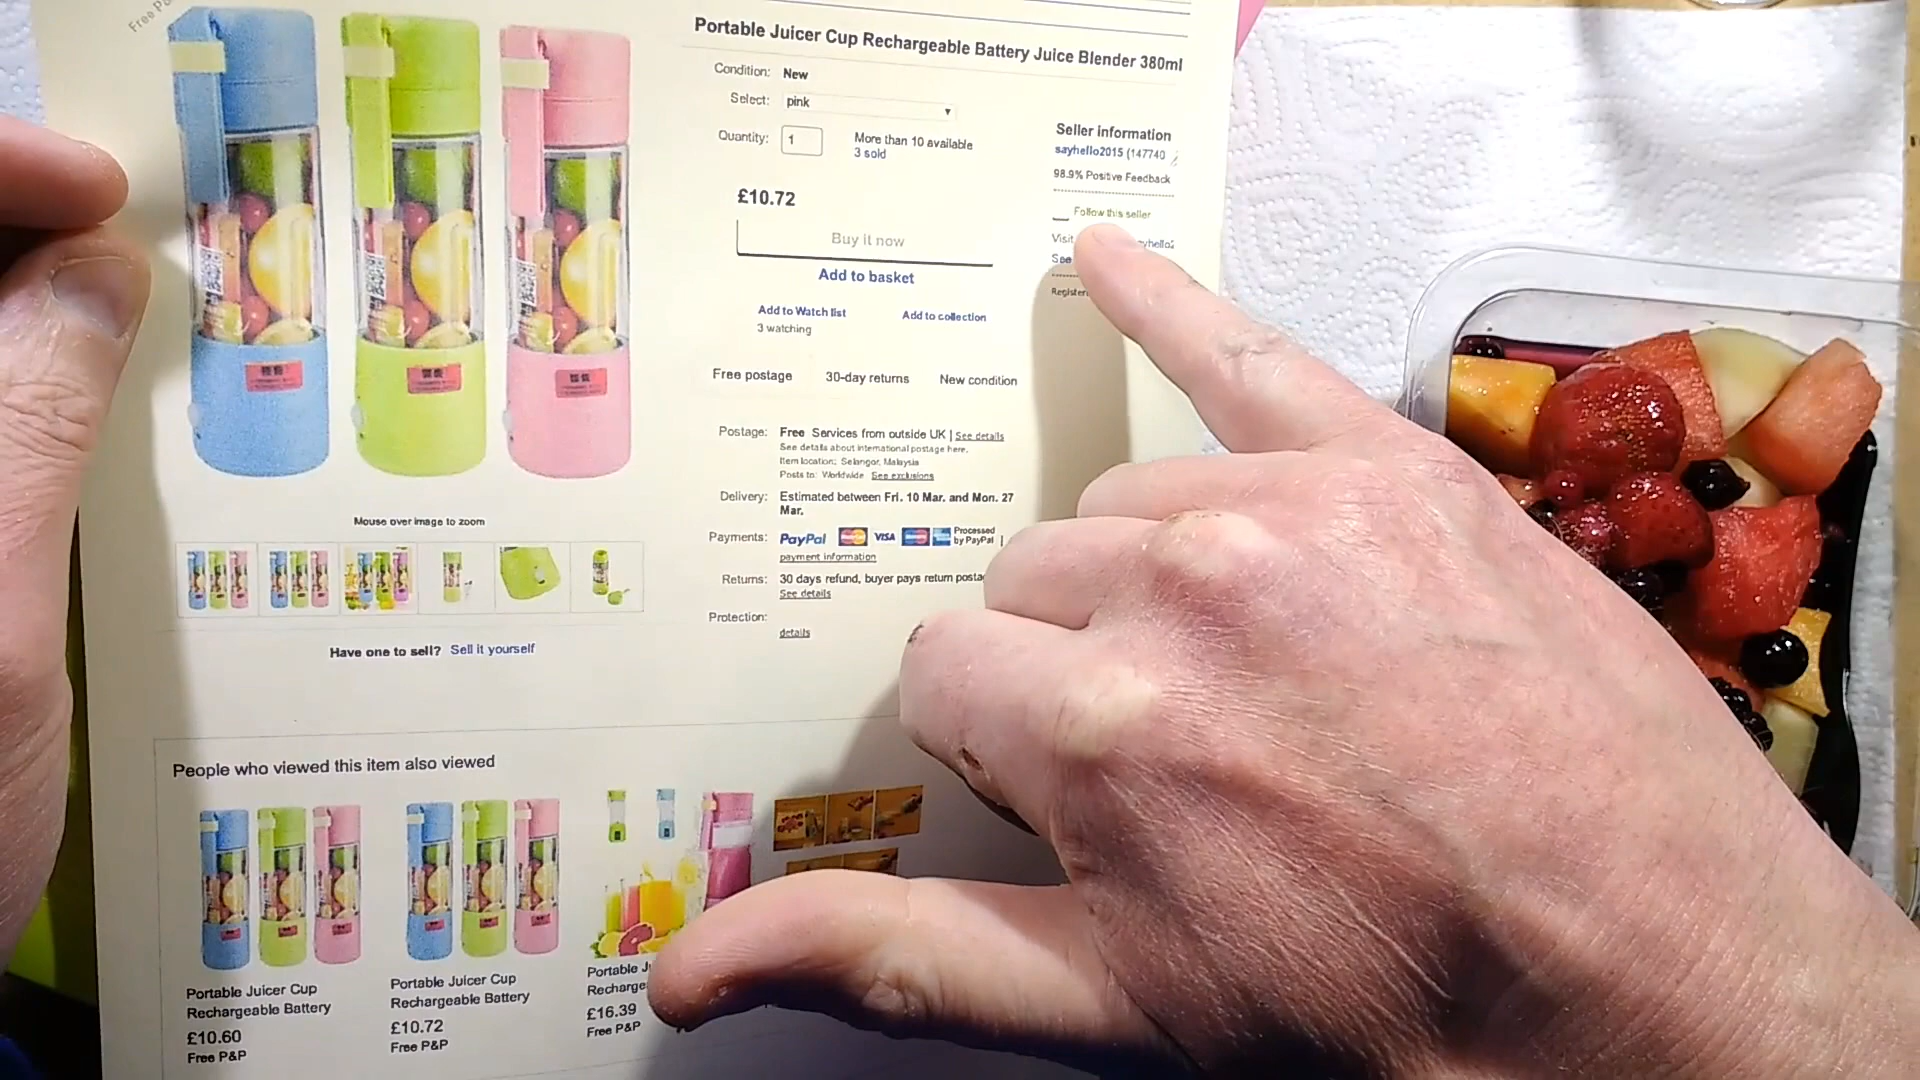 Free
Portable Juicer Cup Rechargeable Battery Juice Blender 380ml
Condition: New
Select: pink
Quantity: 1
More than 10 available
3 sold
£10.72
Buy it now
Add to basket
Add to Watch list
3 watching
Add to collection
Free postage
30-day returns
New condition
Seller information
sayhello2015 (147740
98.9% Positive Feedback
Follow this seller
Visit
See
Postage: Free Services from outside UK | See details
See details about international postage here.
Item location: Selangor, Malaysia
Posts to: Worldwide See exclusions
Delivery: Estimated between Fri. 10 Mar. and Mon. 27
Mar.
Payments: PayPal VISA Processed
by PayPal |
payment information
Returns: 30 days refund, buyer pays return
See details
Protection:
details
Mouse over image to zoom
Have one to sell? Sell it yourself
People who viewed this item also viewed
Portable Juicer Cup
Rechargeable Battery
£10.60
Free P&P
Portable Juicer Cup
Rechargeable Battery
£10.72
Free P&P
Portable
£16.39
Free P&P